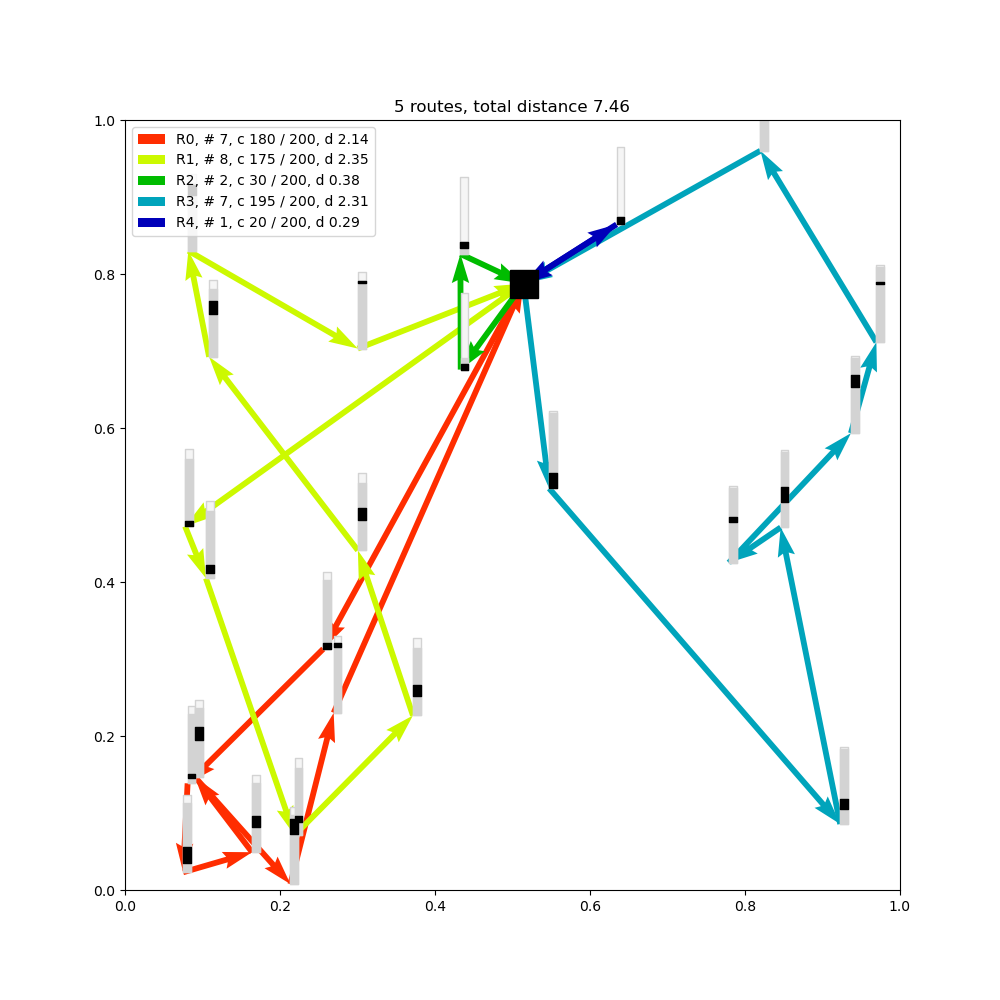 5 routes, total distance 7.46
1.0
R0, # 7, c 180 / 200, d 2.14
R1, # 8, c 175 / 200, d 2.35
R2, # 2, c 30 / 200, d 0.38
R3, # 7, c 195 / 200, d 2.31
R4, # 1, c 20 / 200, d 0.29
0.8
0.6
0.4
0.2
0.0
0.0 0.2 0.4 0.6 0.8 1.0